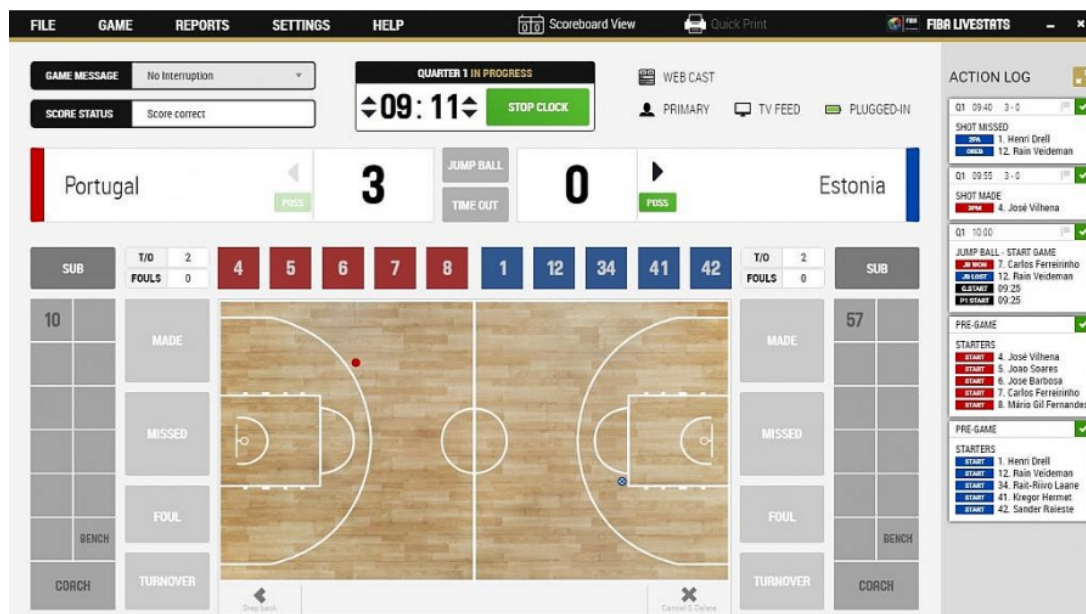 FILE GAME REPORTS SETTINGS HELP Scoreboard View Quick Print FIBA LIVESTATS
GAME MESSAGE No Interruption
SCORE STATUS Score correct
QUARTER 1 IN PROGRESS
09:11 STOP CLOCK
WEBCAST
PRIMARY TV FEED PLUGGED-IN
Portugal POSS 3 JUMP BALL TIME OUT 0 POSS Estonia
SUB T/O 2 FOULS 0 4 5 6 7 8 1 12 34 41 42 T/O 2 FOULS 0 SUB
10 57
MADE MADE
MISSED MISSED
FOUL FOUL
BENCH BENCH
COACH TURNOVER TURNOVER COACH
Step back Cancel & Delete
ACTION LOG
Q1 09:40 3-0
SHOT MISSED
2PA 1. Henri Drell
OREB 12. Rain Veideman
Q1 09:55 3-0
SHOT MADE
3PM 4. José Vilhena
Q1 10:00
JUMP BALL - START GAME
JB WON 7. Carlos Ferreirinho
JB LOST 12. Rain Veideman
G.START 09:25
P1 START 09:25
PRE-GAME
STARTERS
START 4. José Vilhena
START 5. Joao Soares
START 6. Jose Barbosa
START 7. Carlos Ferreirinho
START 8. Mário Gil Fernandes
PRE-GAME
STARTERS
START 1. Henri Drell
START 12. Rain Veideman
START 34. Rait-Riivo Laane
START 41. Kregor Hermet
START 42. Sander Raieste